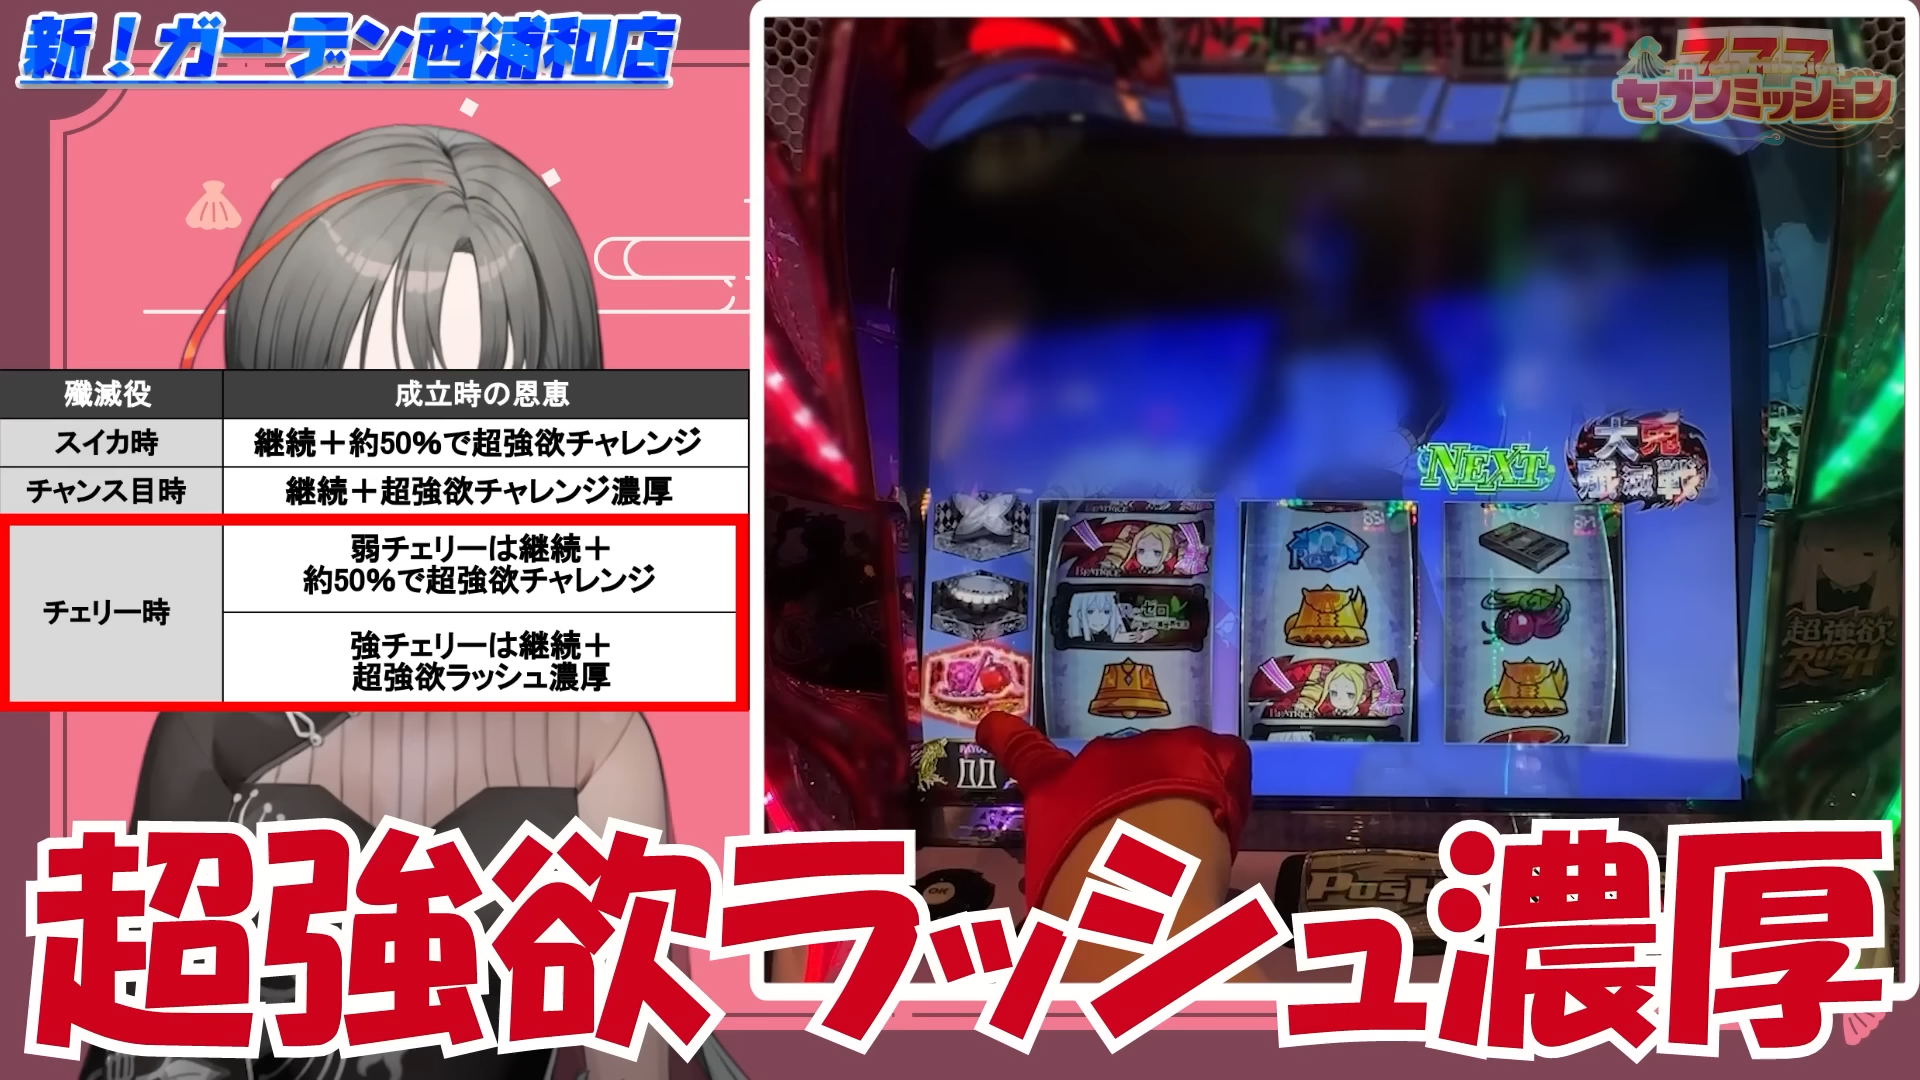 新！ガーデン西浦和店
777
セブンミッション
殲滅役 成立時の恩恵
スイカ時 継続＋約50％で超強欲チャレンジ
チャンス目時 継続＋超強欲チャレンジ濃厚
チェリー時
弱チェリーは継続＋
約50％で超強欲チャレンジ
強チェリーは継続＋
超強欲ラッシュ濃厚
NEXT
大兎
殲滅戦
BEATRICE
ゼロ
BEATRICE
超強欲
RUSH
PUSH
超強欲ラッシュ濃厚